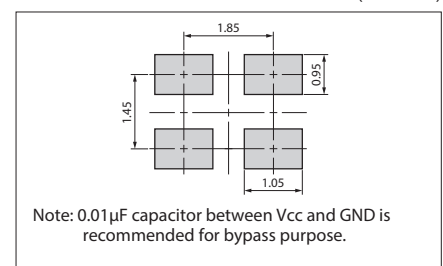 1.85
0.95
1.45
1.05
Note: 0.01μF capacitor between Vcc and GND is
recommended for bypass purpose.